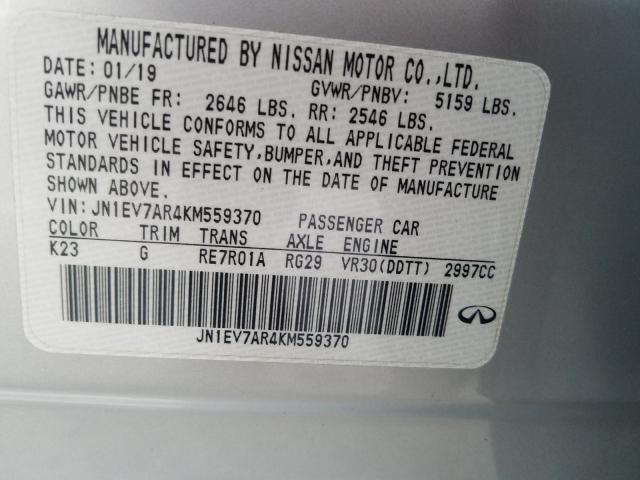 MANUFACTURED BY NISSAN MOTOR CO.,LTD.
DATE: 01/19 GVWR/PNBV: 5159 LBS.
GAWR/PNBE FR: 2646 LBS. RR: 2546 LBS.
THIS VEHICLE CONFORMS TO ALL APPLICABLE FEDERAL
MOTOR VEHICLE SAFETY,BUMPER,AND THEFT PREVENTION
STANDARDS IN EFFECT ON THE DATE OF MANUFACTURE
SHOWN ABOVE.
VIN: JN1EV7AR4KM559370 PASSENGER CAR
COLOR TRIM TRANS AXLE ENGINE
K23 G RE7R01A RG29 VR30(DDTT) 2997CC
JN1EV7AR4KM559370